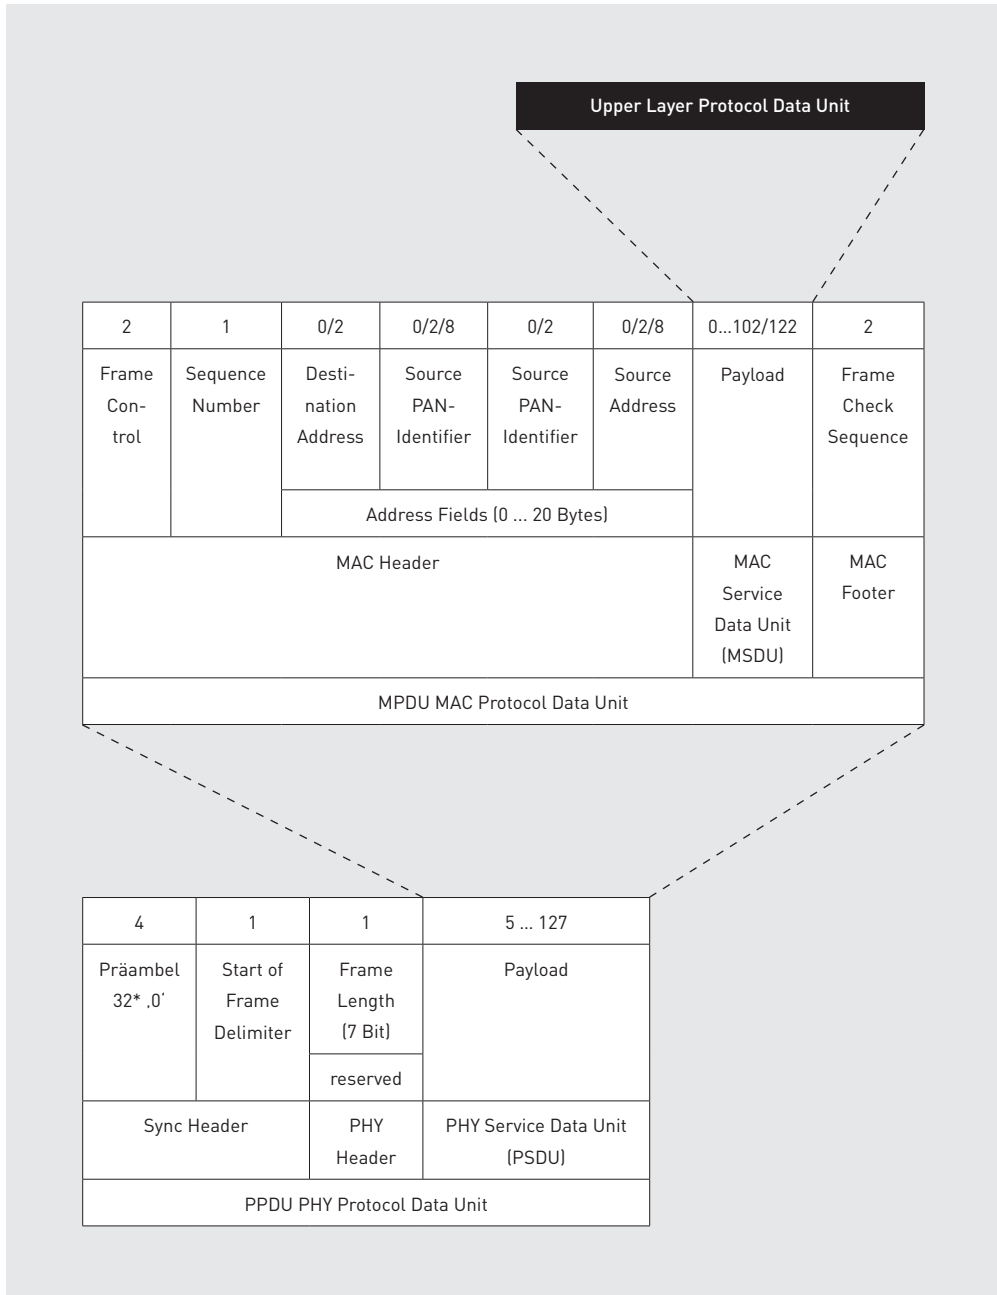 Upper Layer Protocol Data Unit
2 1 0/2 0/2/8 0/2 0/2/8 0...102/122 2
Frame
Con-
trol
Sequence
Number
Desti-
nation
Address
Source
PAN-
Identifier
Source
PAN-
Identifier
Source
Address
Payload
Frame
Check
Sequence
Address Fields (0 ... 20 Bytes)
MAC Header
MAC
Service
Data Unit
(MSDU)
MAC
Footer
MPDU MAC Protocol Data Unit
4 1 1 5 ... 127
Präambel
32* ‚0‘
Start of
Frame
Delimiter
Frame
Length
(7 Bit)
reserved
Payload
Sync Header
PHY
Header
PHY Service Data Unit
(PSDU)
PPDU PHY Protocol Data Unit